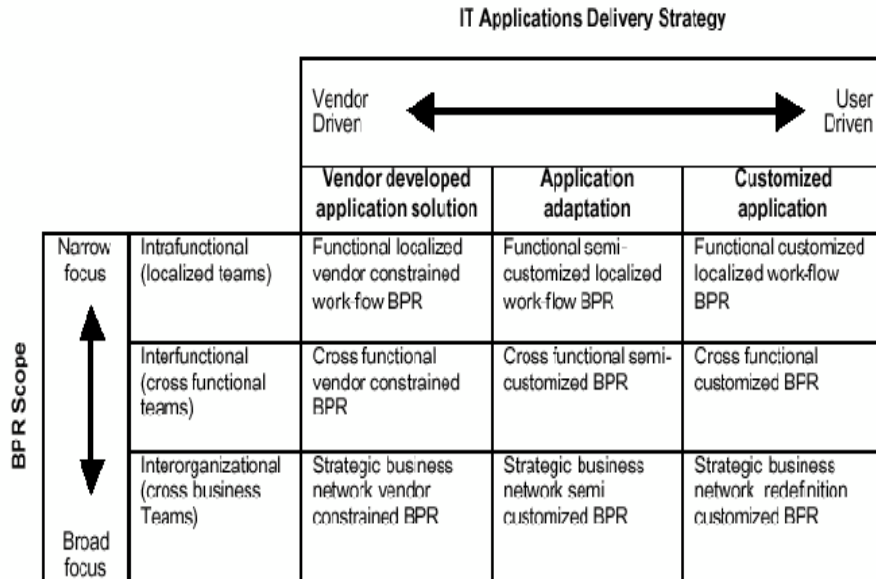 IT Applications Delivery Strategy
Vendor
Driven
User
Driven
Vendor developed
application solution
Application
adaptation
Customized
application
BPR Scope
Narrow
focus
Broad
focus
Intrafunctional
(localized teams)
Functional localized
vendor constrained
work-fow BPR
Functional semi-
customized localized
work-flow BPR
Functional customized
localized work-flow
BPR
Interfunctional
(cross functional
teams)
Cross functional
vendor constrained
BPR
Cross functional semi-
customized BPR
Cross functional
customized BPR
Interorganizational
(cross business
Teams)
Strategic business
network vendor
constrained BPR
Strategic business
network semi
customized BPR
Strategic business
network redefinition
customized BPR